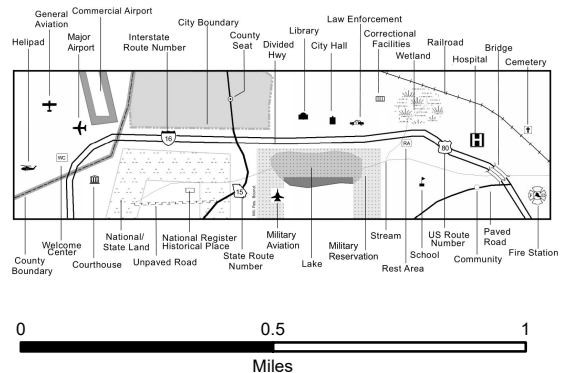 General
Aviation
Commercial Airport
Helipad
Major
Airport
Interstate
Route Number
City Boundary
County
Seat
Divided
Hwy
Library
City Hall
Law Enforcement
Correctional
Facilities
Wetland
Railroad
Hospital
Bridge
Cemetery
WC
16
15
RA
80
H
County
Boundary
Welcome
Center
Courthouse
National/
State Land
Unpaved Road
National Register
Historical Place
State Route
Number
Military
Aviation
Lake
Military
Reservation
Stream
Rest Area
School
US Route
Number
Community
Paved
Road
Fire Station
0
0.5
1
Miles